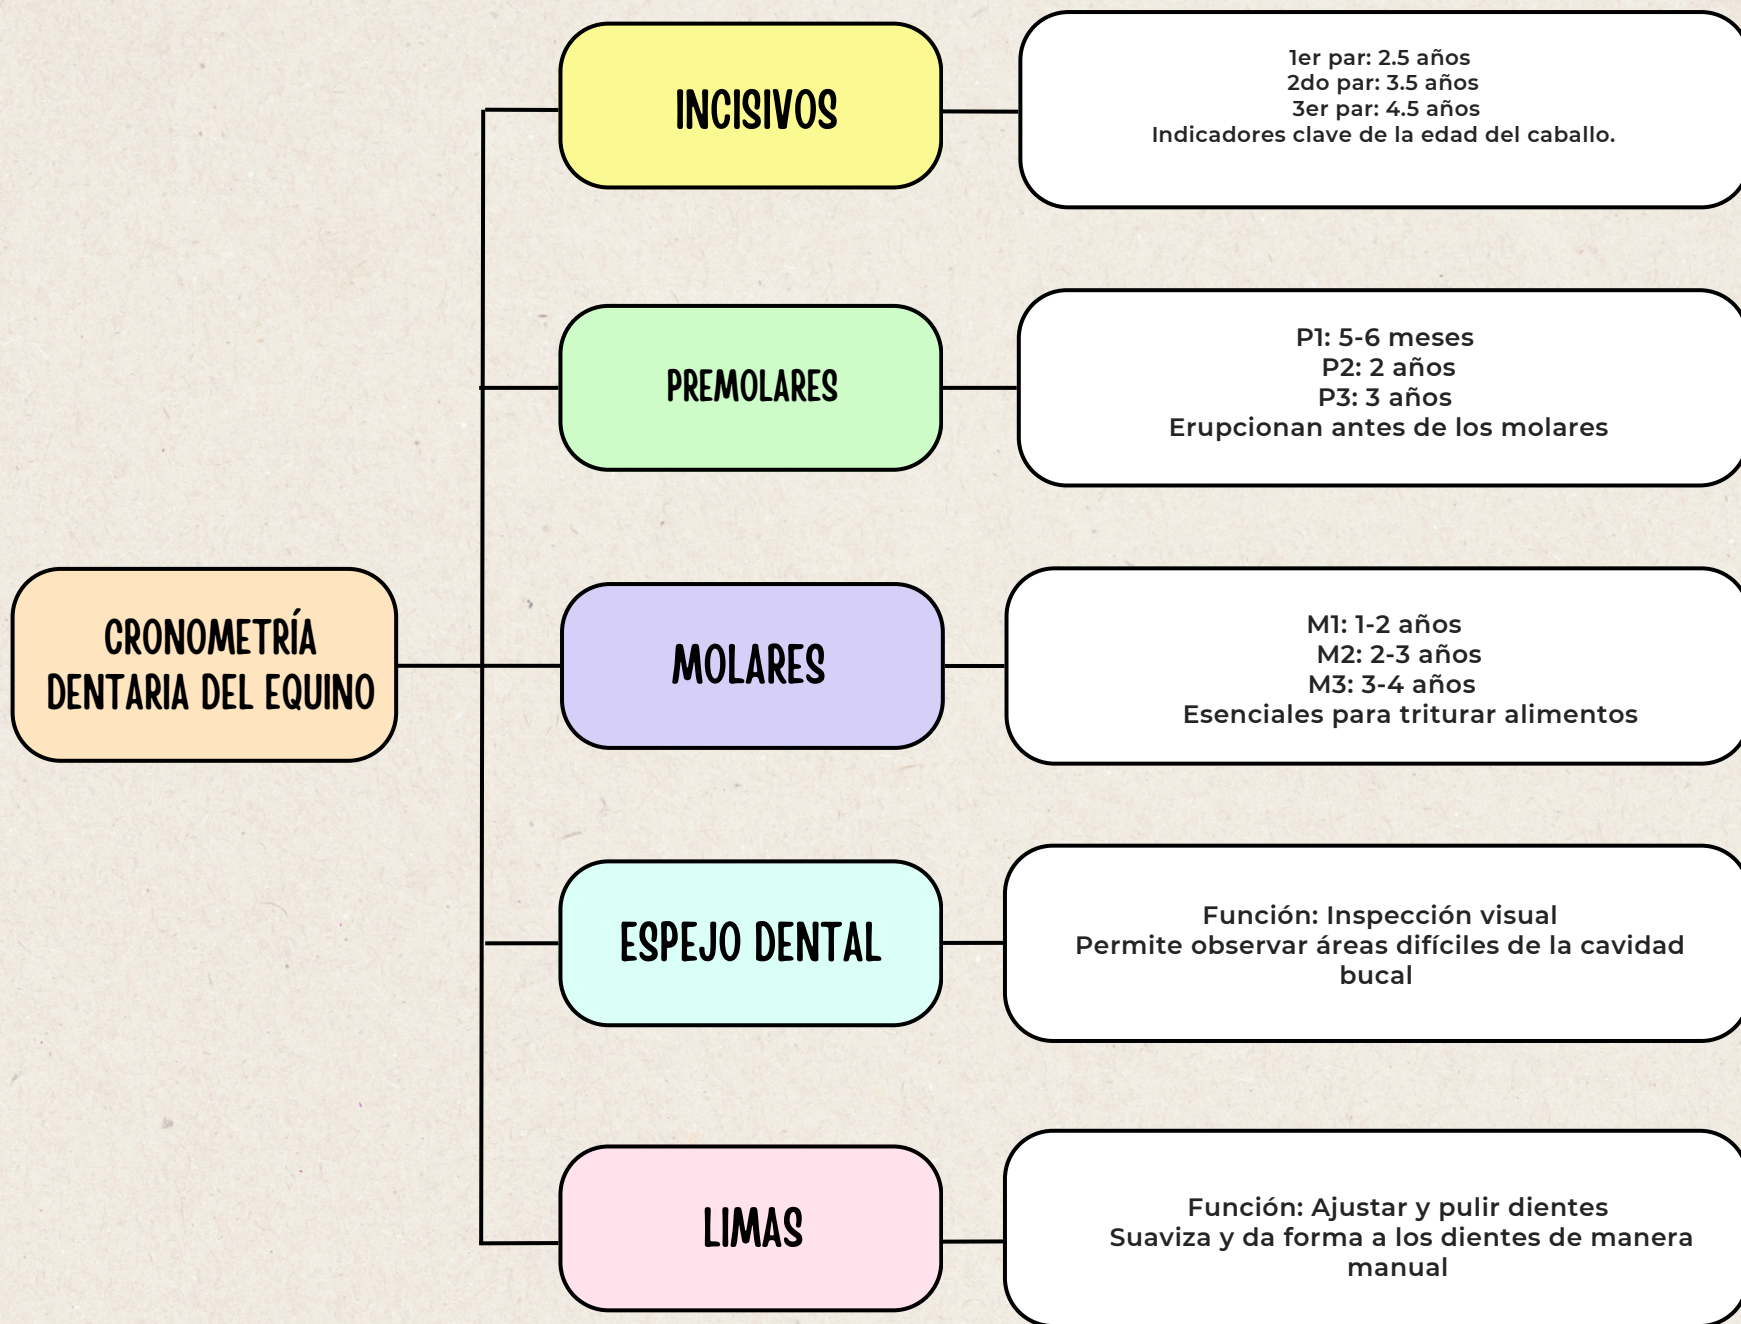 CRONOMETRÍA
DENTARIA DEL EQUINO
INCISIVOS
1er par: 2.5 años
2do par: 3.5 años
3er par: 4.5 años
Indicadores clave de la edad del caballo.
PREMOLARES
P1: 5-6 meses
P2: 2 años
P3: 3 años
Erupcionan antes de los molares
MOLARES
M1: 1-2 años
M2: 2-3 años
M3: 3-4 años
Esenciales para triturar alimentos
ESPEJO DENTAL
Función: Inspección visual
Permite observar áreas difíciles de la cavidad
bucal
LIMAS
Función: Ajustar y pulir dientes
Suaviza y da forma a los dientes de manera
manual